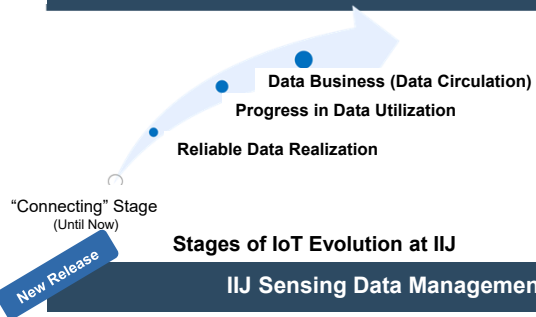 Data Business (Data Circulation)
Progress in Data Utilization
Reliable Data Realization
"Connecting" Stage
(Until Now)
Stages of IoT Evolution at IIJ
New Release
IIJ Sensing Data Managemen